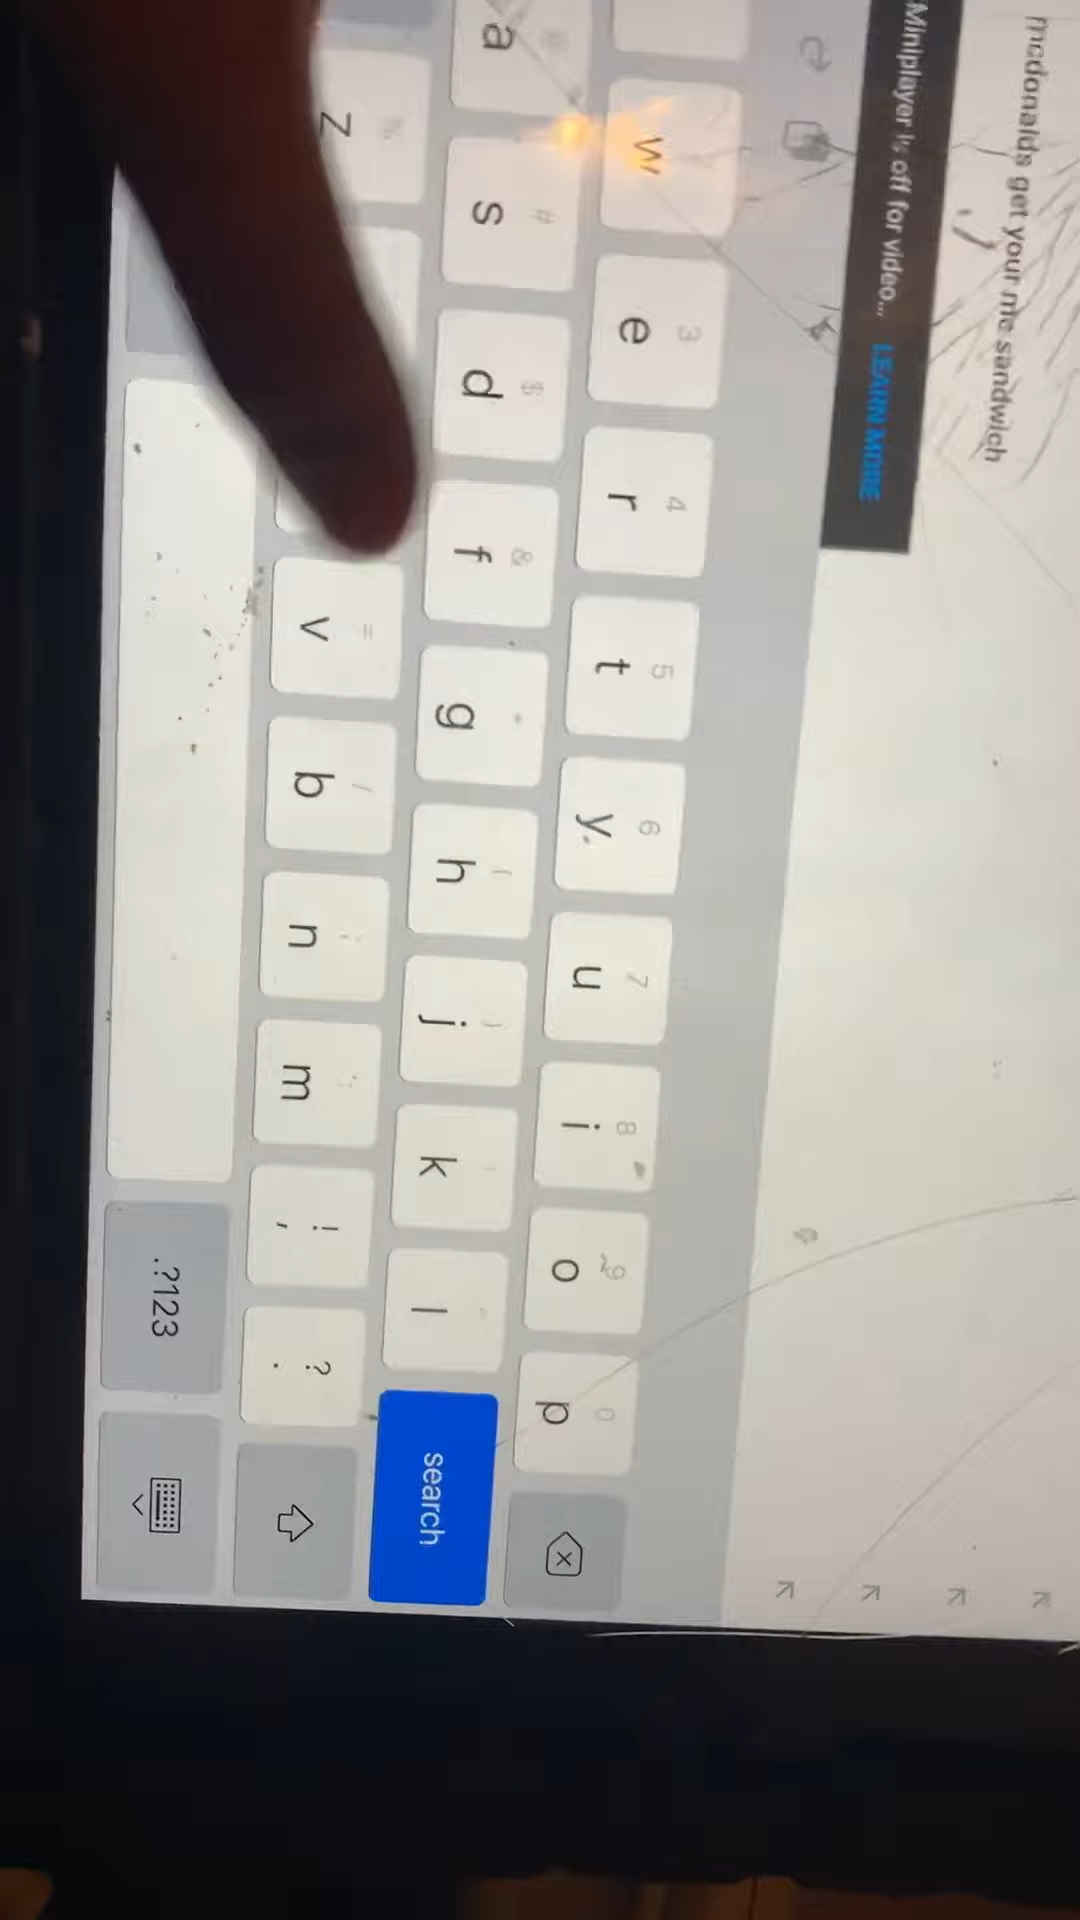 mcdonalds get your mc sandwich
Miniplayer is off for video... LEARN MORE
w
3 e
4 r
5 t
6 y
7 u
8 i
9 o
0 p
a
# s
$ d
& f
* g
( h
) j
' k
" l
search
% z
= v
/ b
; n
: m
! ,
? .
.?123